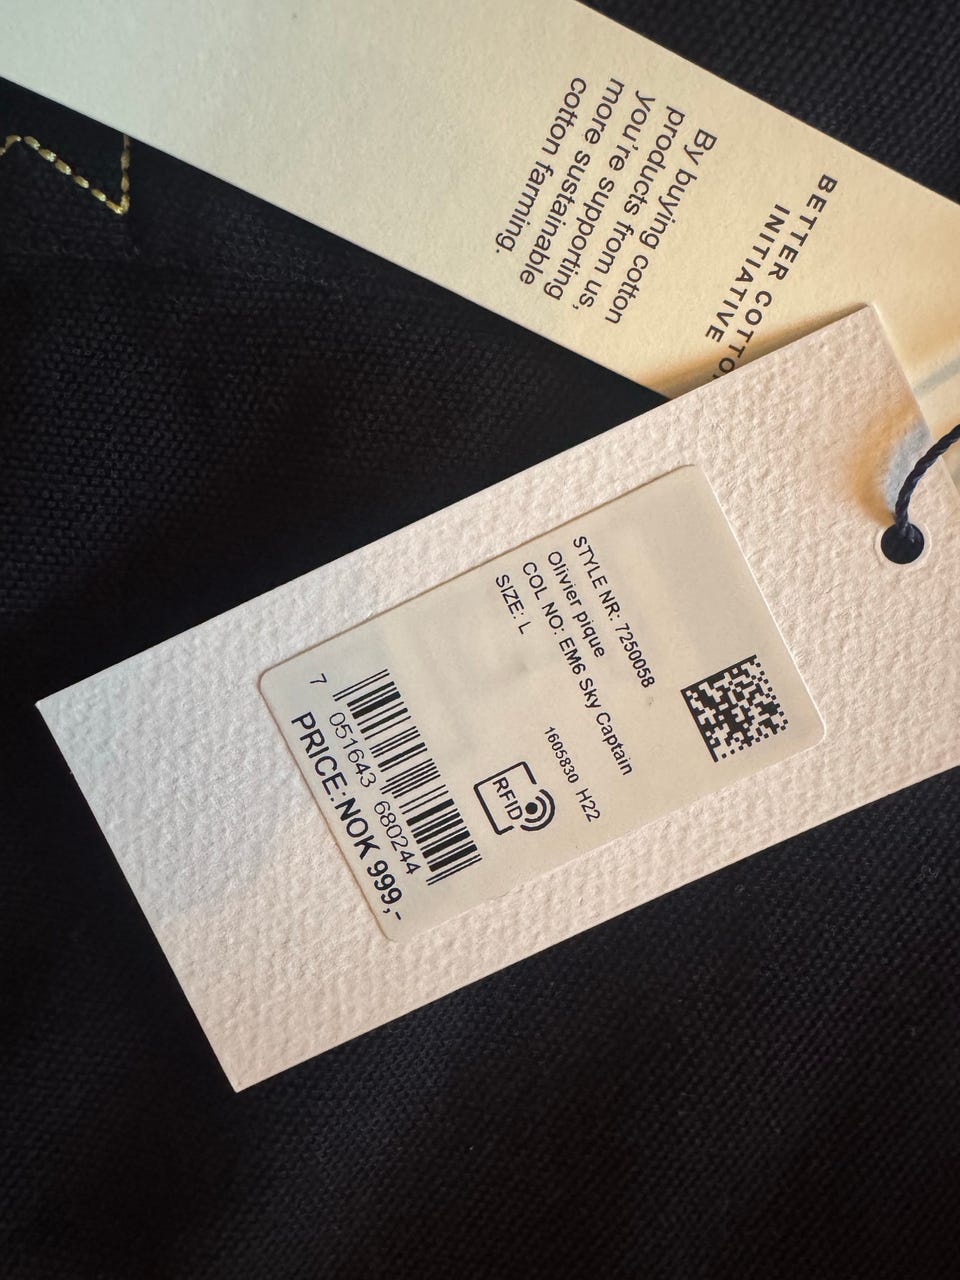 BETTER COTTO
INITIATIVE
By buying cotton
products from us,
you're supporting
more sustainable
cotton farming.
STYLE NR: 7250058
Olivier pique
COL NO: EM6 Sky Captain
SIZE: L
1605830 H22
RFID
7 051643 680244
PRICE:NOK 999,-